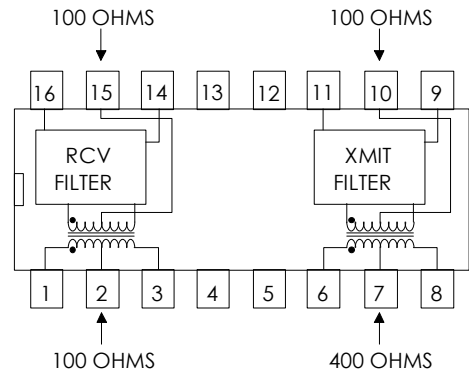 100 OHMS 100 OHMS
16 15 14 13 12 11 10 9
RCV
FILTER
XMIT
FILTER
1 2 3 4 5 6 7 8
100 OHMS 400 OHMS